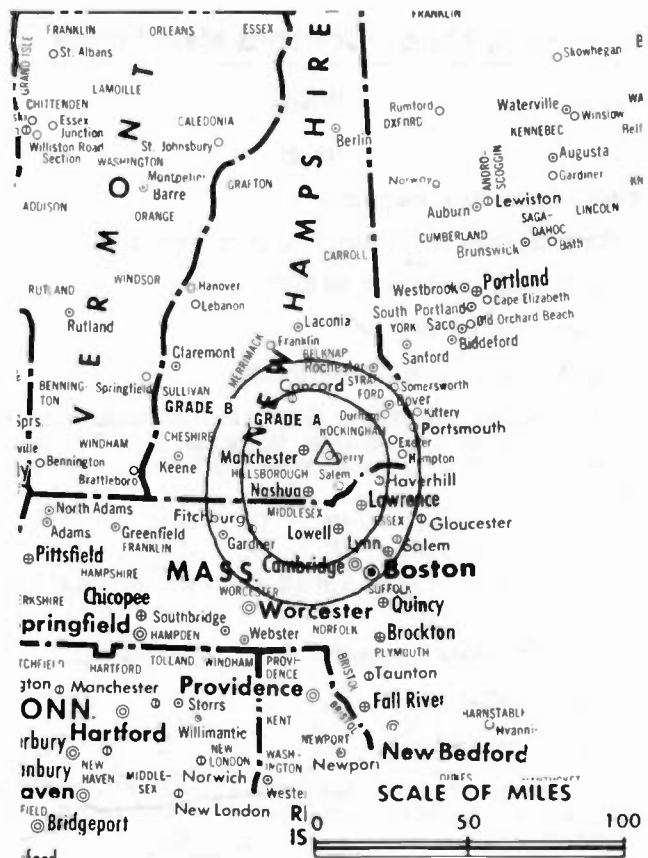 FRANKLIN ORLEANS ESSEX FRANKLIN
GRAND ISLE St. Albans Skowhegan
LAMOILLE
CHITTENDEN Rumford Waterville
Essex Junction CALEDONIA OXFORD Winslow
Williston Road Section St. Johnsbury Berlin KENNEBEC
WASHINGTON Augusta
Montpelier Barre GRAFTON Norway ANDROSCOGGIN Gardiner
ADDISON ORANGE Auburn Lewiston LINCOLN
SAGADAHOC
CUMBERLAND Brunswick Bath
CARROLL
WINDSOR Westbrook Portland
RUTLAND Hanover South Portland Cape Elizabeth
Lebanon YORK Saco Old Orchard Beach
Rutland Laconia Biddeford
Franklin Sanford
Claremont MERRIMACK BELKNAP
VERMONT
NEW HAMPSHIRE
BENNINGTON Springfield SULLIVAN Rochester Somersworth
STRAFFORD
Concord Dover
GRADE B GRADE A Durham Kittery
WINDHAM CHESHIRE ROCKINGHAM Portsmouth
Manchester Exeter
Bennington Keene Derry Hampton
Brattleboro HILLSBOROUGH Salem Haverhill
Nashua Lawrence
North Adams MIDDLESEX
Adams Greenfield Fitchburg ESSEX Gloucester
FRANKLIN Gardner Lowell Lynn Salem
Pittsfield MASS. Cambridge Boston
HAMPSHIRE WORCESTER SUFFOLK
Chicopee Worcester Quincy
Southbridge
HAMPDEN Webster NORFOLK Brockton
PLYMOUTH
HARTFORD TOLLAND WINDHAM PROVIDENCE BRISTOL Taunton
Manchester Providence
Storrs Fall River
BRISTOL
Willimantic KENT
Hartford NEWPORT
NEW LONDON WASHINGTON New Bedford
NEW HAVEN MIDDLESEX Norwich
New London
Bridgeport
SCALE OF MILES
0 50 100